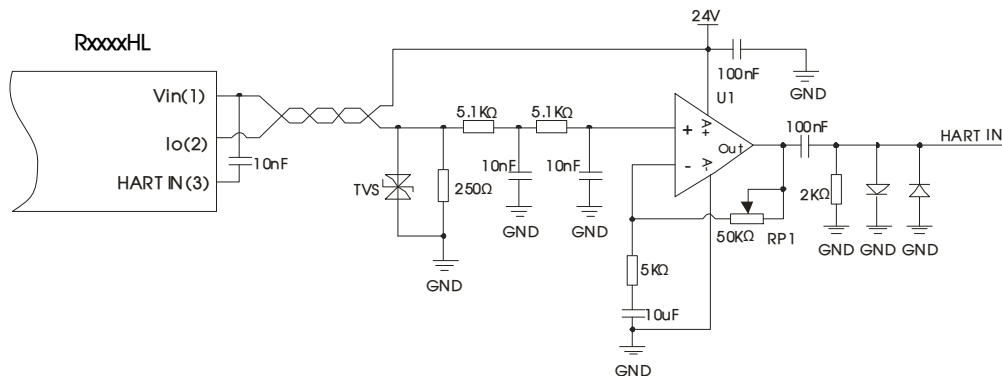 24V
RxxxxHL
100nF
GND
U1
Vin(1)
5.1KΩ
5.1KΩ
A+
+
100nF
HART IN
Io(2)
Out
10nF
10nF
10nF
-
A-
HART IN(3)
TVS
250Ω
2KΩ
GND
GND
50KΩ
RP1
GND
GND
GND
5KΩ
GND
10uF
GND